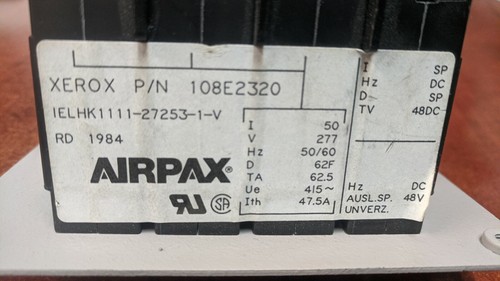 XEROX P/N 108E2320
IELHK1111-27253-1-V
RD 1984
AIRPAX®
I 50
V 277
Hz 50/60
D 62F
TA 62.5
Ue 415~
Ith 47.5A
I SP
Hz DC
D SP
TV 48DC
Hz DC
AUSL.SP. 48V
UNVERZ.